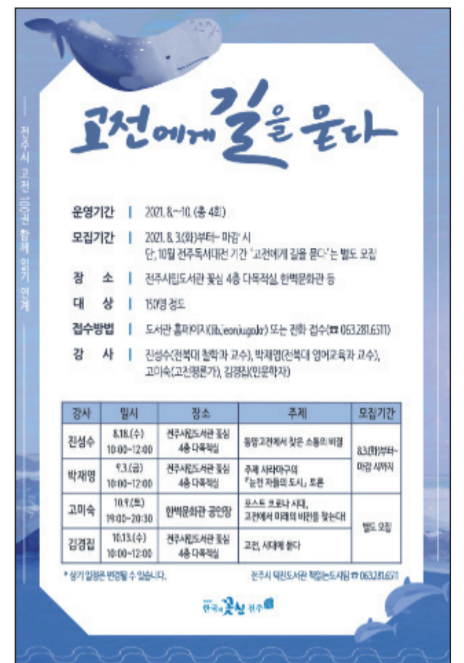 고전에게 길을 묻다
전주시 고전 100권 함께 읽기 연계
운영기간 | 2021. 8.~10. (총 4회)
모집기간 | 2021. 8. 3.(화)부터~ 마감 시
단, 10월 전주독서대전 기간 '고전에게 길을 묻다'는 별도 모집
장 소 | 전주시립도서관 꽃심 4층 다목적실, 한벽문화관 등
대 상 | 150명 정도
접수방법 | 도서관 홈페이지(lib.jeonju.go.kr) 또는 전화 접수(☎ 063.281.6511)
강 사 | 진성수(전북대 철학과 교수), 박재영(전북대 영어교육과 교수),
고미숙(고전평론가), 김경집(인문학자)
강사 일시 장소 주제 모집기간
진성수 8.18.(수) 10:00~12:00 전주시립도서관 꽃심 4층 다목적실 동양고전에서 찾은 소통의 비결 8.3.(화)부터~ 마감 시까지
박재영 9.3.(금) 10:00~12:00 전주시립도서관 꽃심 4층 다목적실 주제 사라마구의 『눈먼 자들의 도시』 토론
고미숙 10.9.(토) 19:00~20:30 한벽문화관 공연장 포스트 코로나 시대, 고전에서 미래의 비전을 찾는다! 별도 모집
김경집 10.13.(수) 10:00~12:00 전주시립도서관 꽃심 4층 다목적실 고전, 시대에 묻다
* 상기 일정은 변경될 수 있습니다. 전주시 덕진도서관 책읽는도시팀 ☎ 063.281.6511
한국의 꽃심 전주